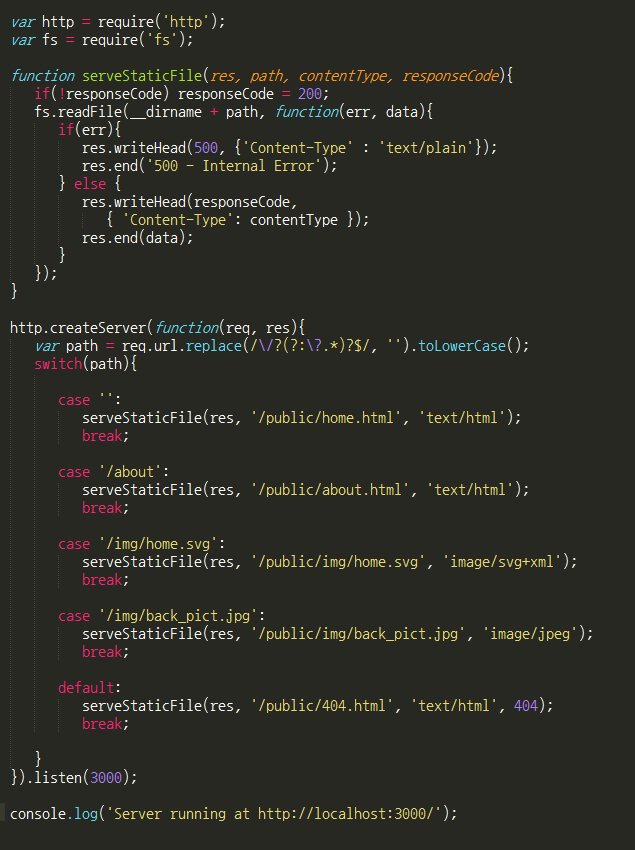 var http = require('http');
var fs = require('fs');

function serveStaticFile(res, path, contentType, responseCode){
   if(!responseCode) responseCode = 200;
   fs.readFile(__dirname + path, function(err, data){
      if(err){
         res.writeHead(500, {'Content-Type' : 'text/plain'});
         res.end('500 - Internal Error');
      } else {
         res.writeHead(responseCode,
            { 'Content-Type': contentType });
         res.end(data);
      }
   });
}

http.createServer(function(req, res){
   var path = req.url.replace(/\/?(?:\?.*)?$/, '').toLowerCase();
   switch(path){

      case '':
         serveStaticFile(res, '/public/home.html', 'text/html');
         break;

      case '/about':
         serveStaticFile(res, '/public/about.html', 'text/html');
         break;

      case '/img/home.svg':
         serveStaticFile(res, '/public/img/home.svg', 'image/svg+xml');
         break;

      case '/img/back_pict.jpg':
         serveStaticFile(res, '/public/img/back_pict.jpg', 'image/jpeg');
         break;

      default:
         serveStaticFile(res, '/public/404.html', 'text/html', 404);
         break;

   }
}).listen(3000);

console.log('Server running at http://localhost:3000/');